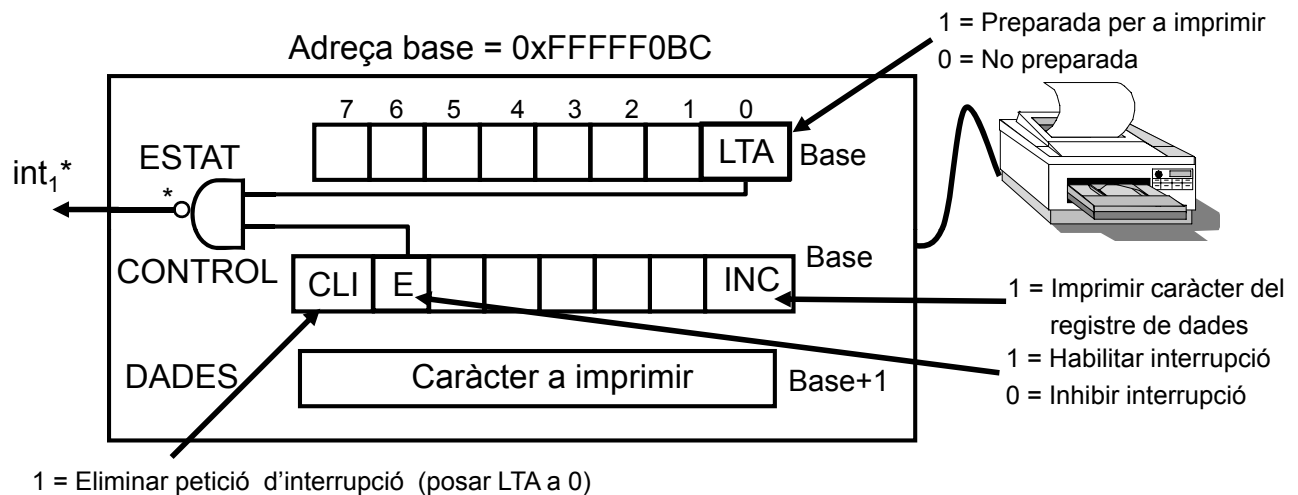 1 = Preparada per a imprimir
0 = No preparada
Adreça base = 0xFFFFF0BC
7 6 5 4 3 2 1 0
ESTAT
LTA
Base
int1*
*
CONTROL
CLI
E
INC
Base
1 = Imprimir caràcter del
registre de dades
1 = Habilitar interrupció
0 = Inhibir interrupció
DADES
Caràcter a imprimir
Base+1
1 = Eliminar petició d'interrupció (posar LTA a 0)